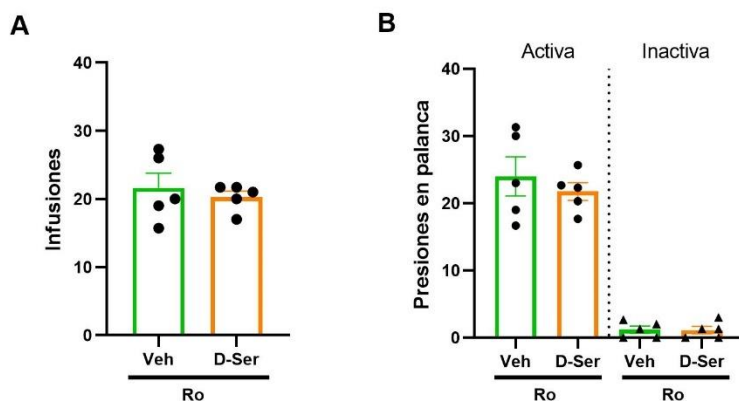 A
Infusiones
40
30
20
10
0
Veh D-Ser
Ro
B
Activa Inactiva
Presiones en palanca
40
30
20
10
0
Veh D-Ser Veh D-Ser
Ro Ro